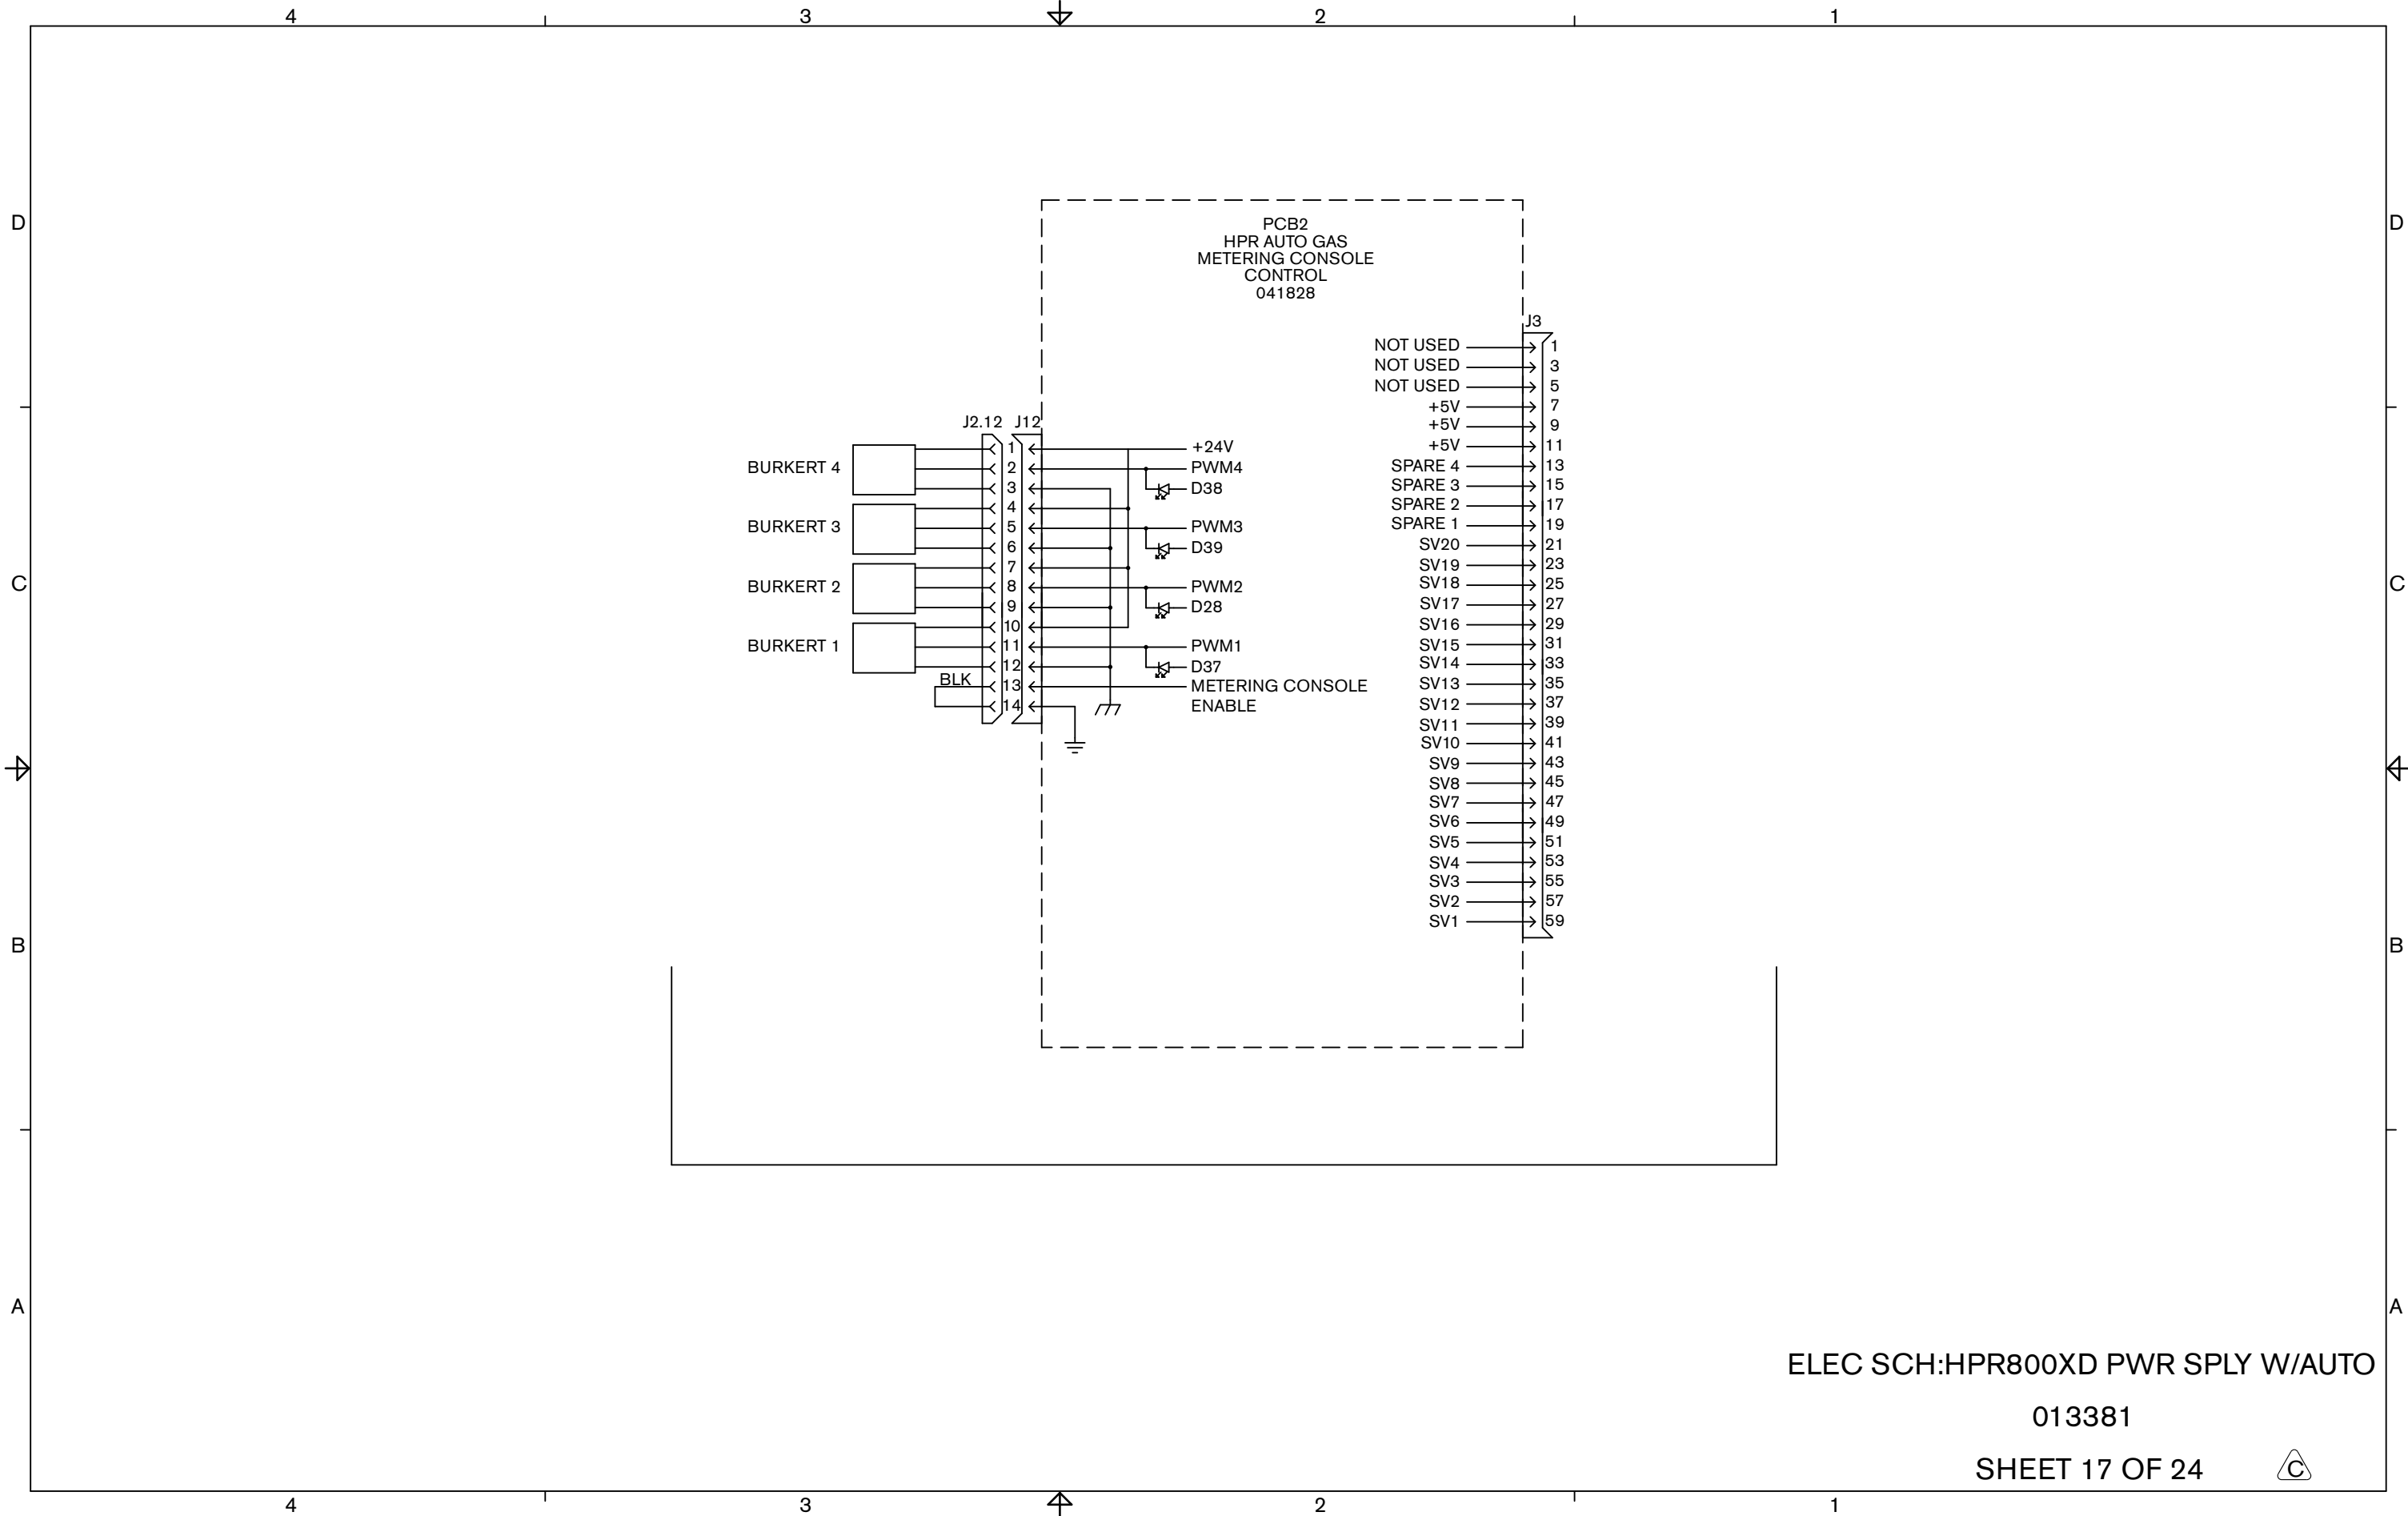 4 3 2 1
D D
PCB2
HPR AUTO GAS
METERING CONSOLE
CONTROL
041828
J3
NOT USED 1
NOT USED 3
NOT USED 5
+5V 7
+5V 9
+5V 11
SPARE 4 13
SPARE 3 15
SPARE 2 17
SPARE 1 19
SV20 21
SV19 23
SV18 25
SV17 27
SV16 29
SV15 31
SV14 33
SV13 35
SV12 37
SV11 39
SV10 41
SV9 43
SV8 45
SV7 47
SV6 49
SV5 51
SV4 53
SV3 55
SV2 57
SV1 59
J2.12 J12
1 +24V
BURKERT 4 2 PWM4
3 D38
4
BURKERT 3 5 PWM3
6 D39
7
BURKERT 2 8 PWM2
9 D28
10
BURKERT 1 11 PWM1
12 D37
BLK 13 METERING CONSOLE
14 ENABLE
C C
B B
A A
ELEC SCH:HPR800XD PWR SPLY W/AUTO
013381
SHEET 17 OF 24 C
4 3 2 1